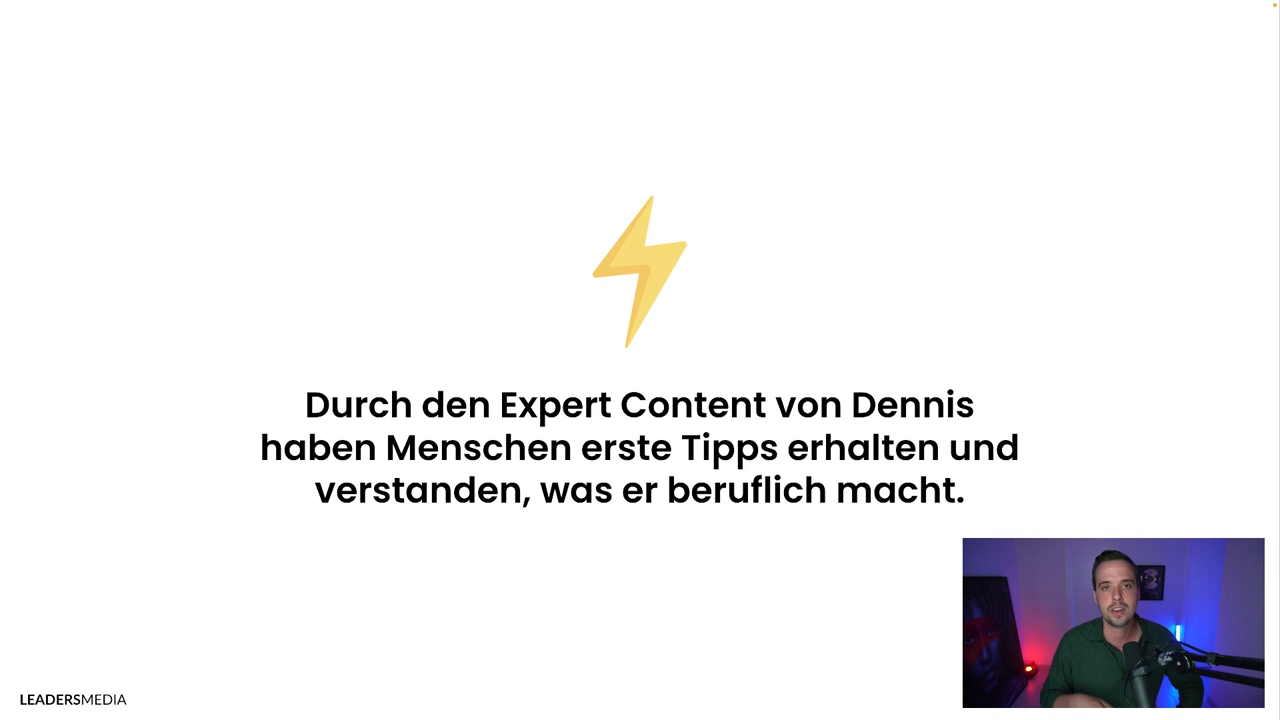 Durch den Expert Content von Dennis
haben Menschen erste Tipps erhalten und
verstanden, was er beruflich macht.
LEADERSMEDIA